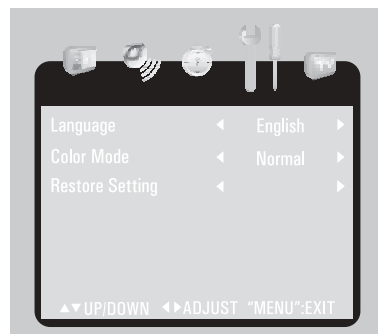 Language ◀ English ▶
Color Mode ◀ Normal ▶
Restore Setting ◀ ▶
▲▼UP/DOWN ◀▶ADJUST "MENU":EXIT